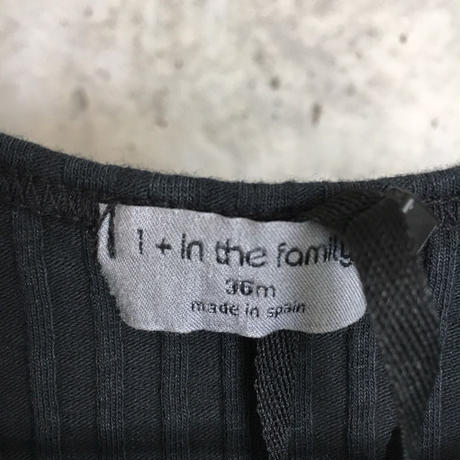 1 + in the family
36m
made in spain